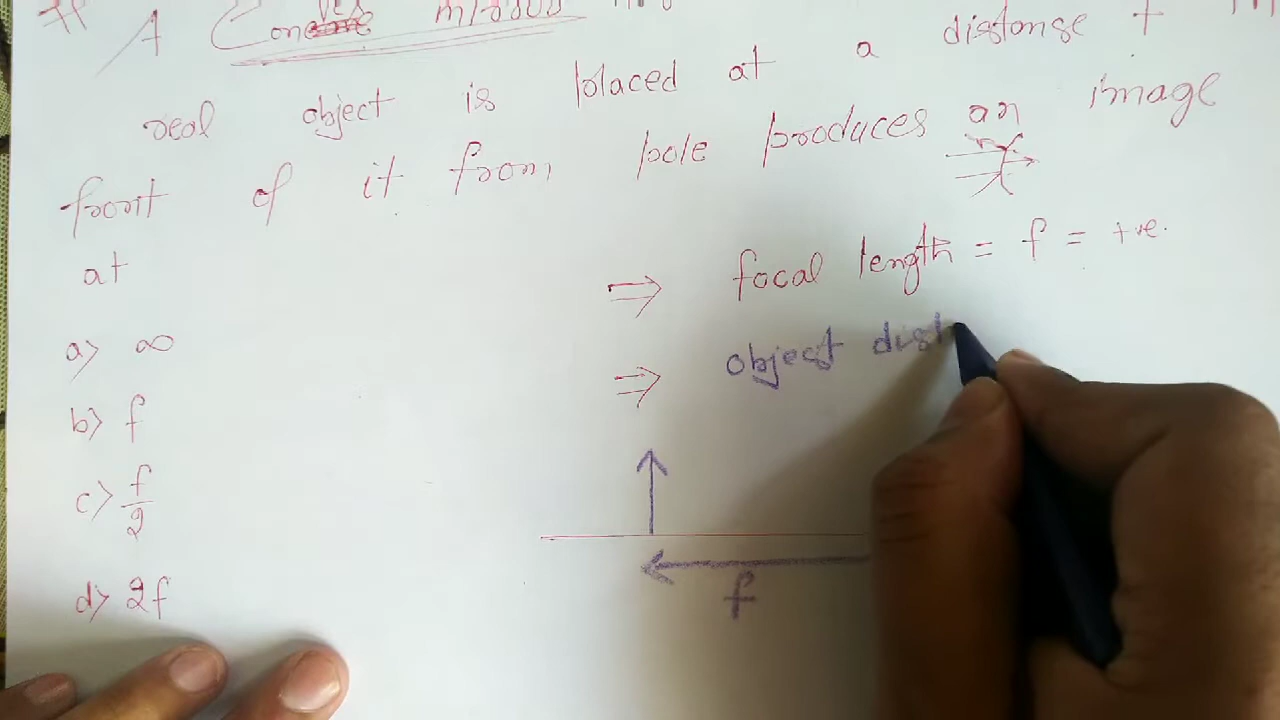 A mirror
real object is placed at a distance f
front of it from pole produces an image
at
⇒ focal length = f = +ve.
a) ∞
⇒ object dist
b) f
c) f/2
f
d) 2f